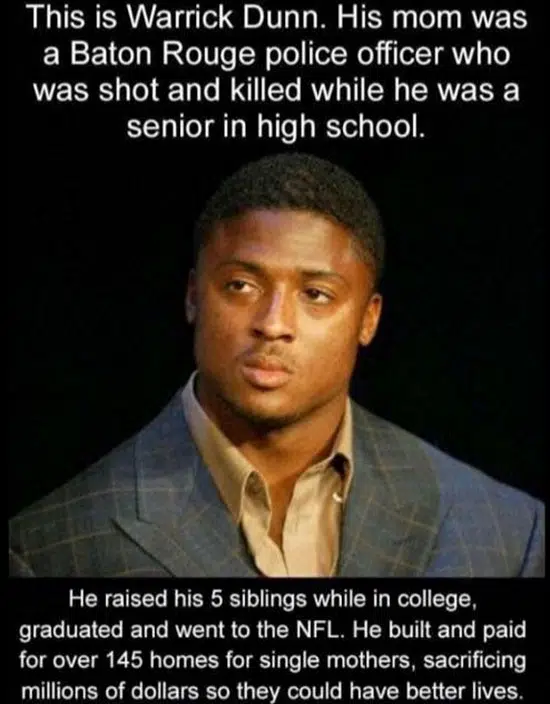 This is Warrick Dunn. His mom was
a Baton Rouge police officer who
was shot and killed while he was a
senior in high school.
He raised his 5 siblings while in college,
graduated and went to the NFL. He built and paid
for over 145 homes for single mothers, sacrificing
millions of dollars so they could have better lives.